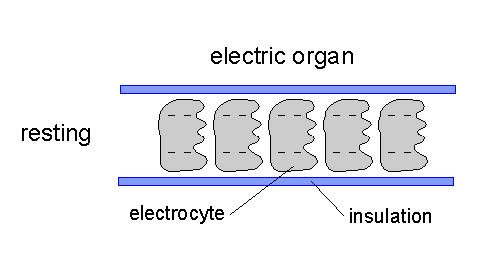 electric organ
resting
electrocyte
insulation